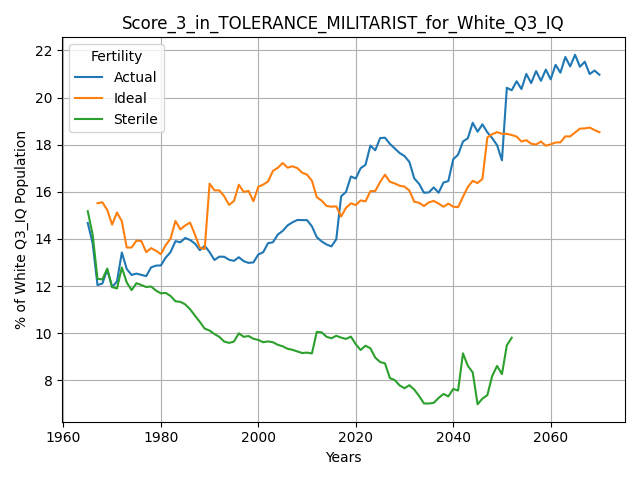 Score_3_in_TOLERANCE_MILITARIST_for_White_Q3_IQ
Fertility
Actual
Ideal
Sterile
% of White Q3_IQ Population
22
20
18
16
14
12
10
8
1960
1980
2000
2020
2040
2060
Years